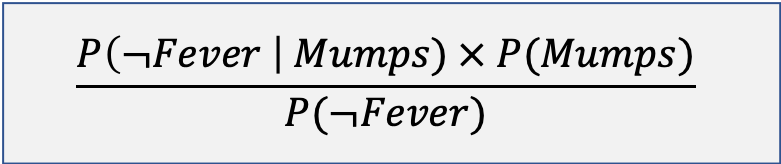 P(¬Fever | Mumps) × P(Mumps)
P(¬Fever)